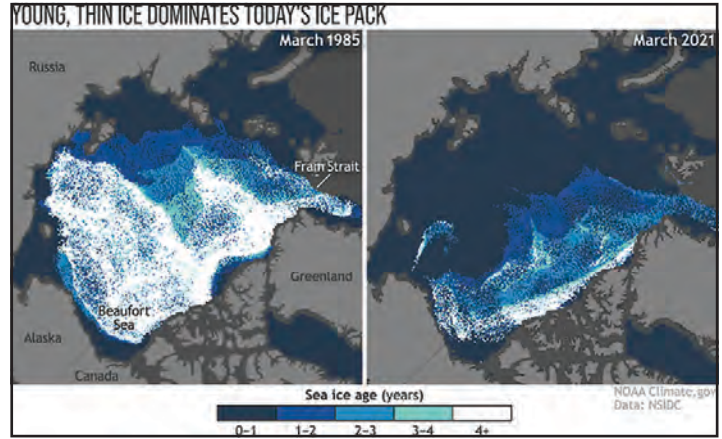 YOUNG, THIN ICE DOMINATES TODAY'S ICE PACK
March 1985
March 2021
Russia
Fram Strait
Greenland
Beaufort
Sea
Alaska
Canada
Sea ice age (years)
NOAA Climate.gov
Data: NSIDC
0–1 1–2 2–3 3–4 4+